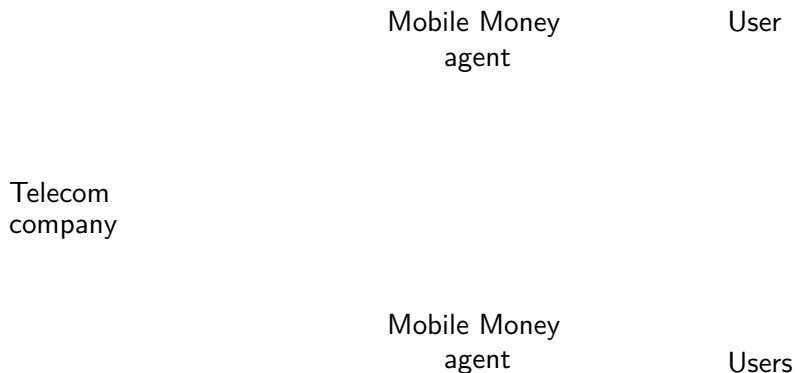 Mobile Money
agent
User
Telecom
company
Mobile Money
agent
Users